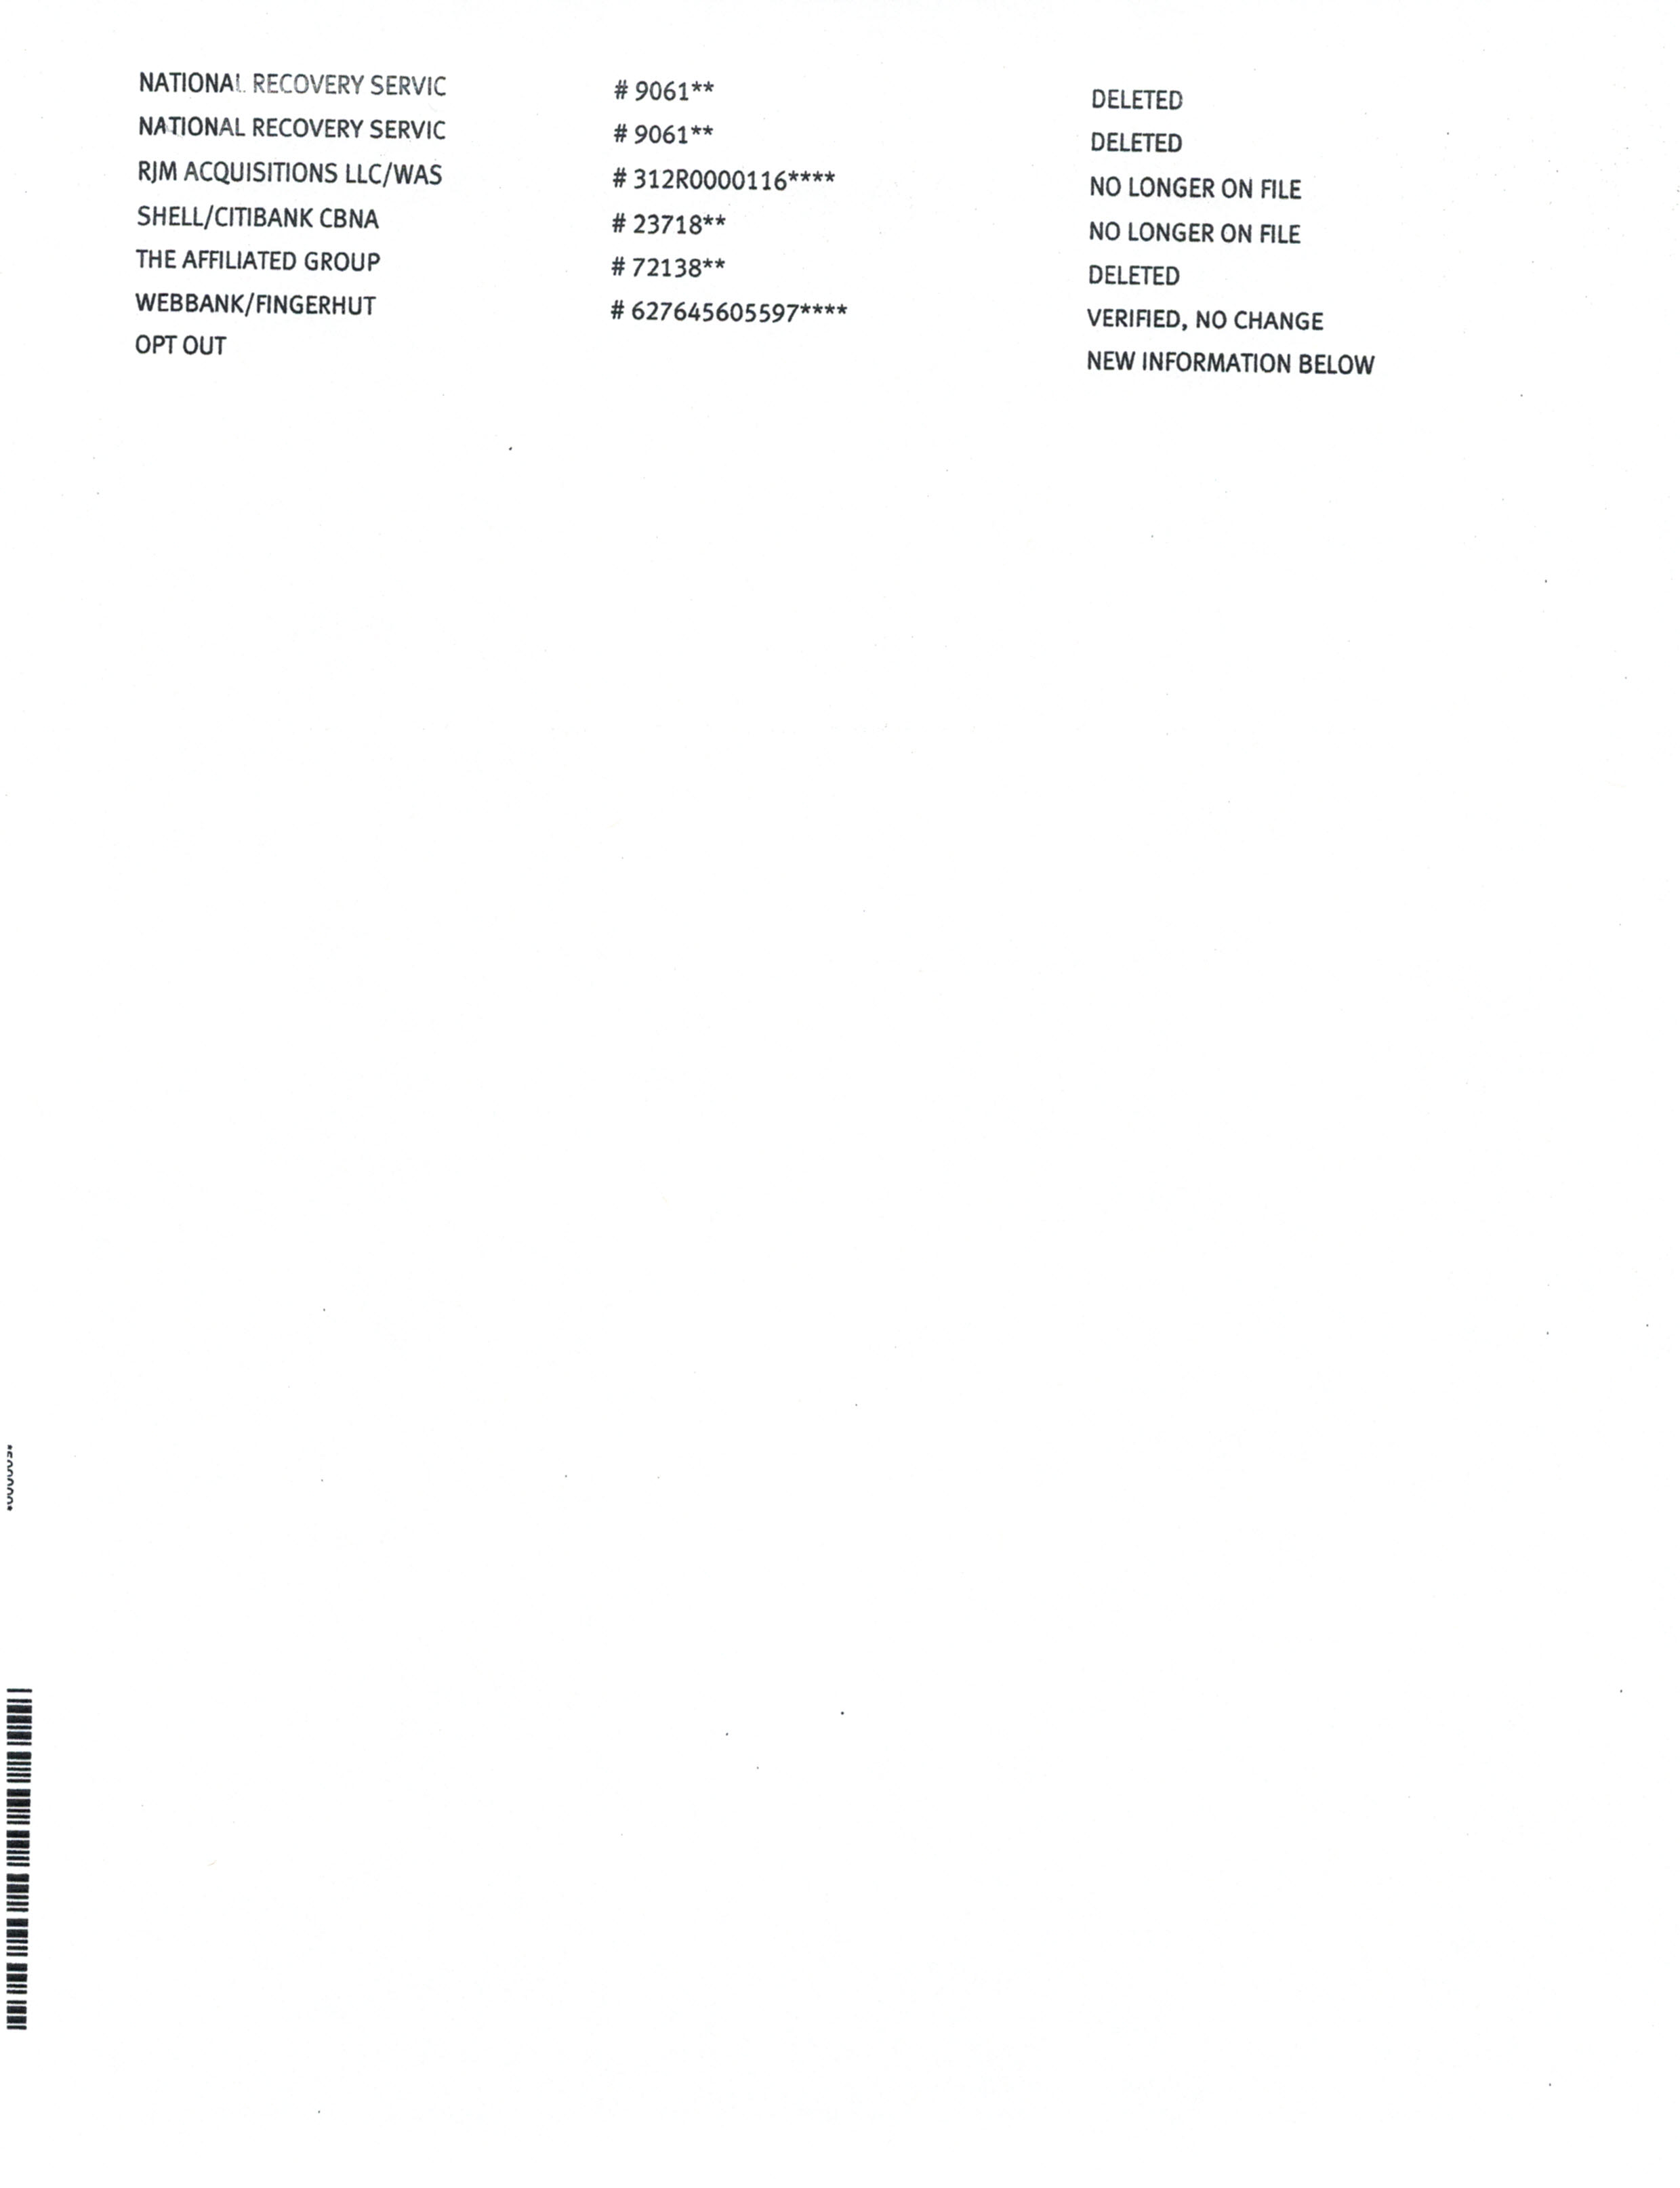 NATIONAL RECOVERY SERVIC # 9061** DELETED
NATIONAL RECOVERY SERVIC # 9061** DELETED
RJM ACQUISITIONS LLC/WAS # 312R0000116**** NO LONGER ON FILE
SHELL/CITIBANK CBNA # 23718** NO LONGER ON FILE
THE AFFILIATED GROUP # 72138** DELETED
WEBBANK/FINGERHUT # 627645605597**** VERIFIED, NO CHANGE
OPT OUT NEW INFORMATION BELOW